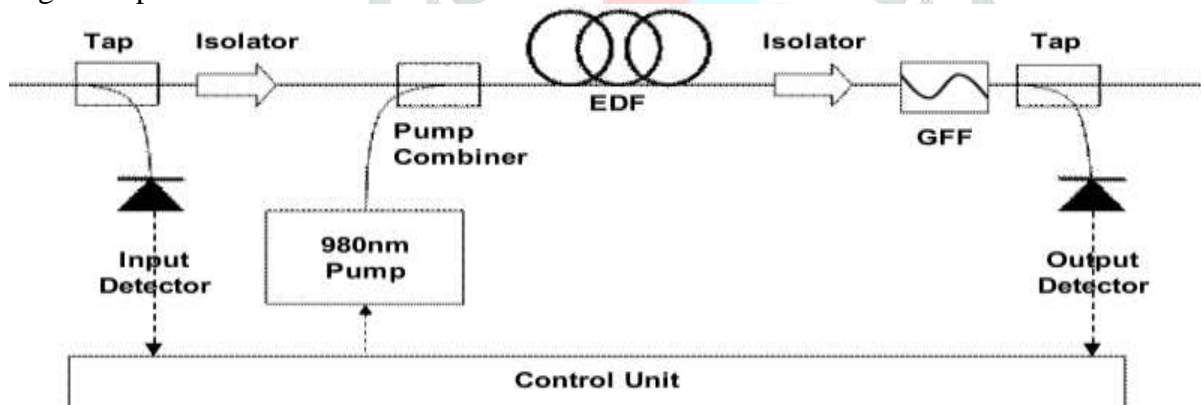 Tap
Isolator
Isolator
Tap
EDF
Pump
Combiner
GFF
980nm
Pump
Input
Detector
Output
Detector
Control Unit